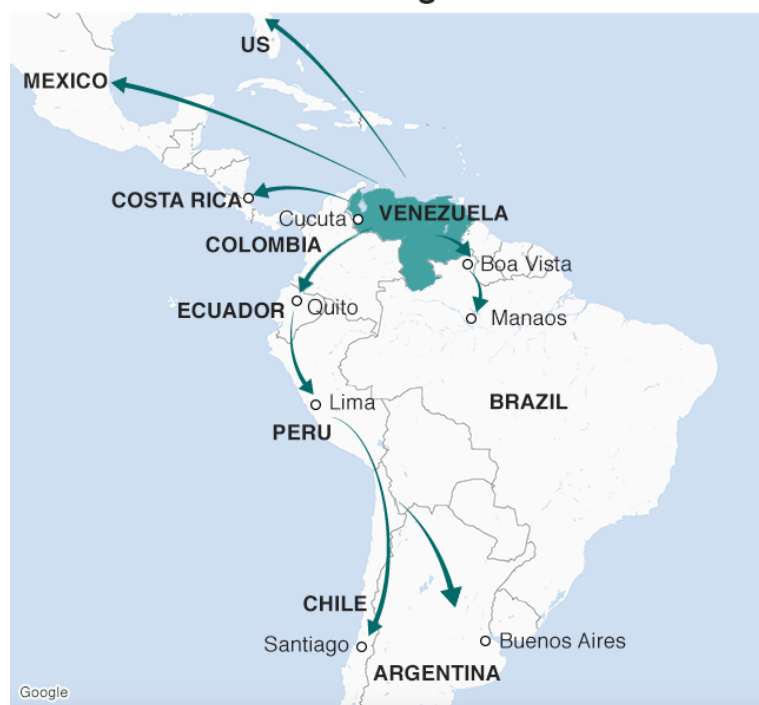 US
MEXICO
COSTA RICA
Cucuta
VENEZUELA
COLOMBIA
Boa Vista
ECUADOR
Quito
Manaos
Lima
BRAZIL
PERU
CHILE
Santiago
Buenos Aires
ARGENTINA
Google